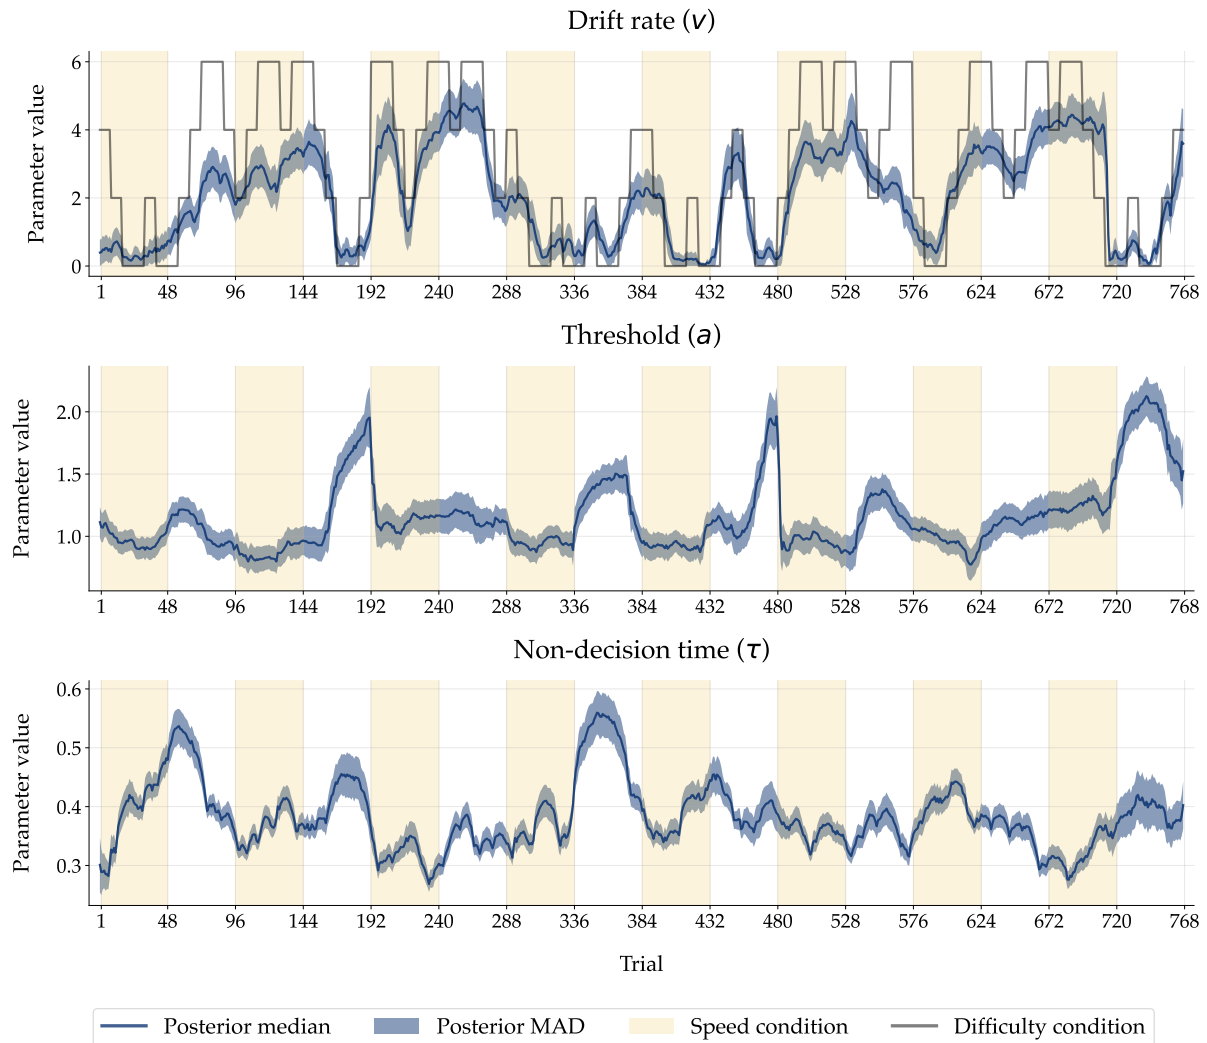 Drift rate (v)
Parameter value
6
4
2
0
1 48 96 144 192 240 288 336 384 432 480 528 576 624 672 720 768
Threshold (a)
Parameter value
2.0
1.5
1.0
1 48 96 144 192 240 288 336 384 432 480 528 576 624 672 720 768
Non-decision time (τ)
Parameter value
0.6
0.5
0.4
0.3
1 48 96 144 192 240 288 336 384 432 480 528 576 624 672 720 768
Trial
Posterior median Posterior MAD Speed condition Difficulty condition